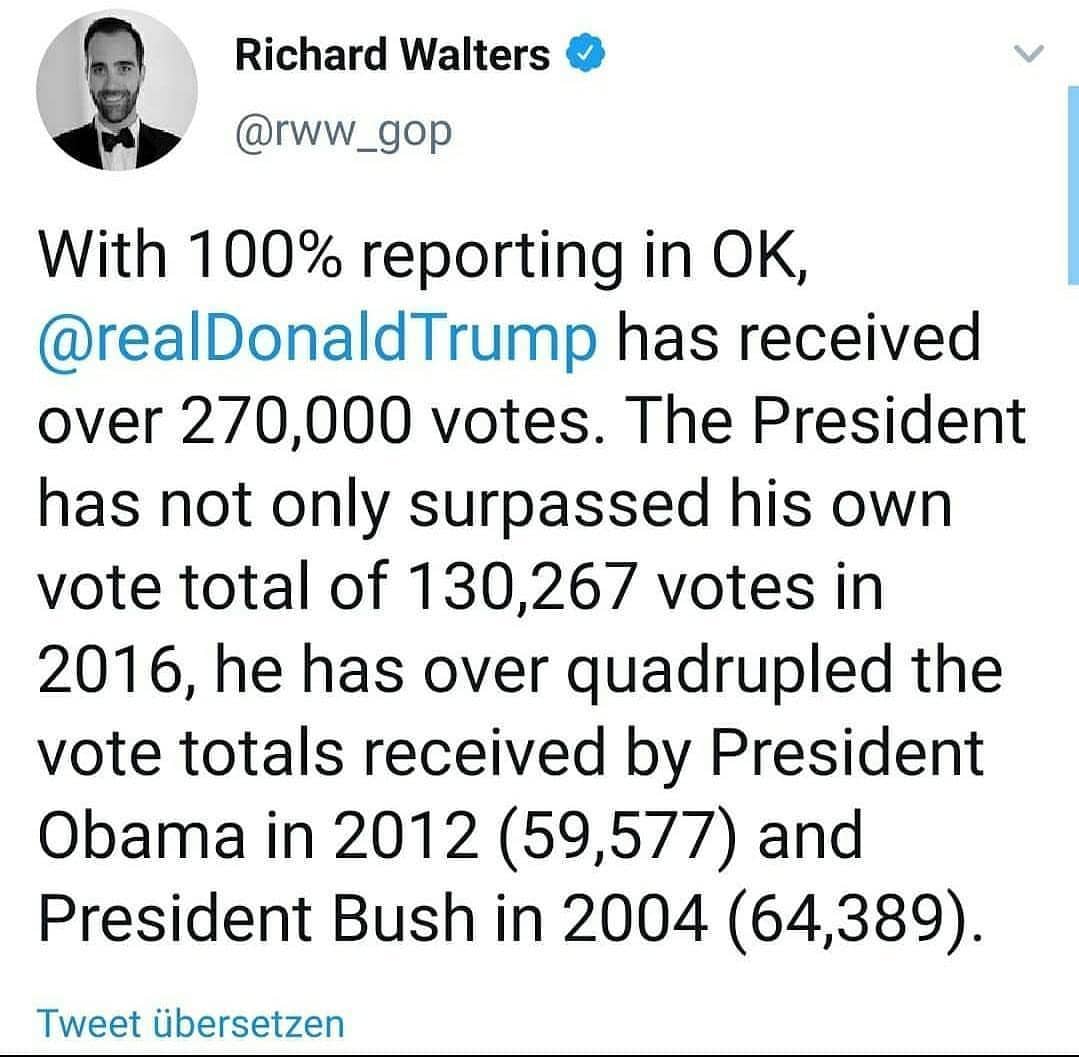 Richard Walters
@rww_gop
With 100% reporting in OK,
@realDonaldTrump has received
over 270,000 votes. The President
has not only surpassed his own
vote total of 130,267 votes in
2016, he has over quadrupled the
vote totals received by President
Obama in 2012 (59,577) and
President Bush in 2004 (64,389).
Tweet übersetzen